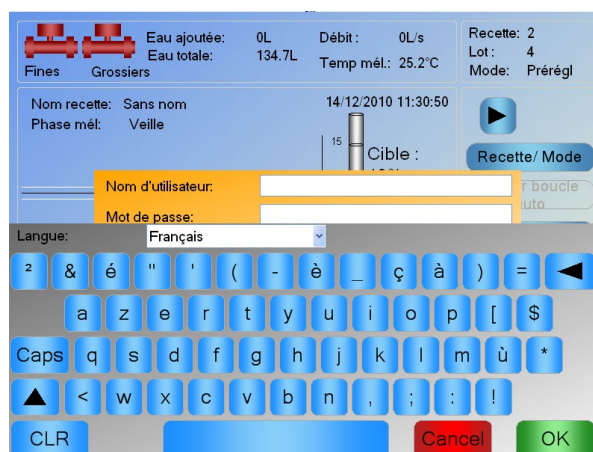 Eau ajoutée: 0L Débit : 0L/s Recette: 2
Eau totale: 134.7L Temp mél.: 25.2°C Lot : 4
Fines Grossiers Mode: Prérégl
Nom recette: Sans nom 14/12/2010 11:30:50
Phase mél: Veille
15
Cible :
Recette/ Mode
Nom d'utilisateur: r boucle
Mot de passe: uto
Langue: Français
² & é " ' ( - è _ ç à ) =
a z e r t y u i o p [ $
Caps q s d f g h j k l m ù *
< w x c v b n , ; : !
CLR Cancel OK